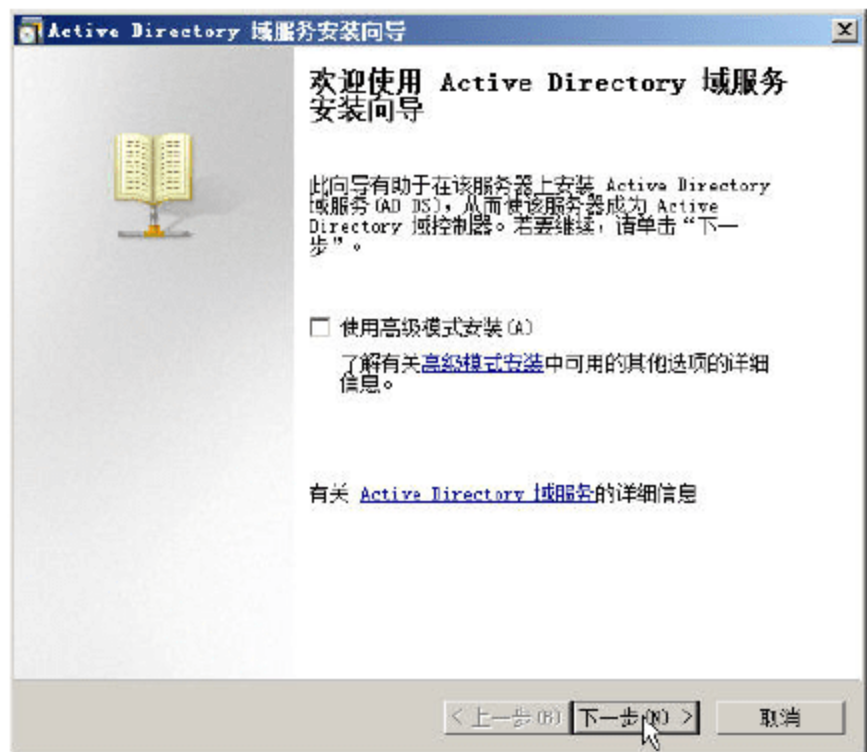 Active Directory 域服务安装向导
欢迎使用 Active Directory 域服务
安装向导
此向导有助于在该服务器上安装 Active Directory
域服务(AD DS)，从而使该服务器成为 Active
Directory 域控制器。若要继续，请单击“下一
步”。
使用高级模式安装(A)
了解有关高级模式安装中可用的其他选项的详细
信息。
有关 Active Directory 域服务的详细信息
< 上一步(B) 下一步(N) > 取消